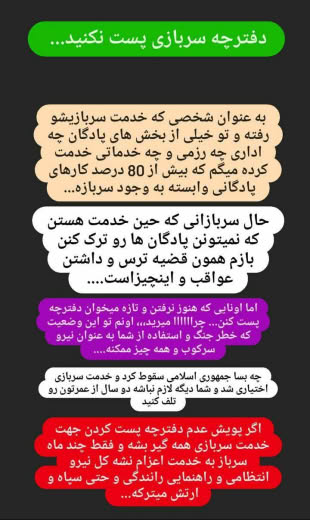 دفترچه سربازی پست نکنید...
به عنوان شخصی که خدمت سربازیشو
رفته و تو خیلی از بخش های پادگان چه
اداری چه رزمی و چه خدماتی خدمت
کرده میگم که بیش از 80 درصد کارهای
پادگانی وابسته به وجود سربازه...
حال سربازانی که حین خدمت هستن
که نمیتونن پادگان ها رو ترک کنن
بازم همون قضیه ترس و داشتن
عواقب و اینچیزاست....
اما اونایی که هنوز نرفتن و تازه میخوان دفترچه
پست کنن... چراااااا میرید،،، اونم تو این وضعیت
که خطر جنگ و استفاده از شما به عنوان نیرو
سرکوب و همه چیز ممکنه....
چه بسا جمهوری اسلامی سقوط کرد و خدمت سربازی
اختیاری شد و شما دیگه لازم نباشه دو سال از عمرتون رو
تلف کنید
اگر پویش عدم دفترچه پست کردن جهت
خدمت سربازی همه گیر بشه و فقط چند ماه
سرباز به خدمت اعزام نشه کل نیرو
انتظامی و راهنمایی رانندگی و حتی سپاه و
ارتش میترکه...